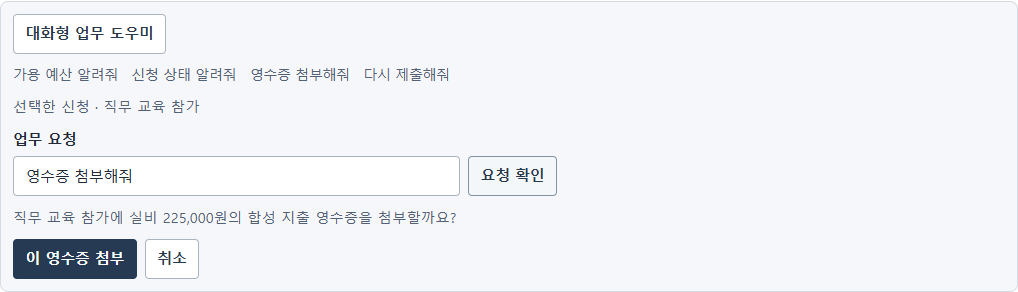 대화형 업무 도우미
가용 예산 알려줘 신청 상태 알려줘 영수증 첨부해줘 다시 제출해줘
선택한 신청 · 직무 교육 참가
업무 요청
영수증 첨부해줘 요청 확인
직무 교육 참가에 실비 225,000원의 합성 지출 영수증을 첨부할까요?
이 영수증 첨부 취소